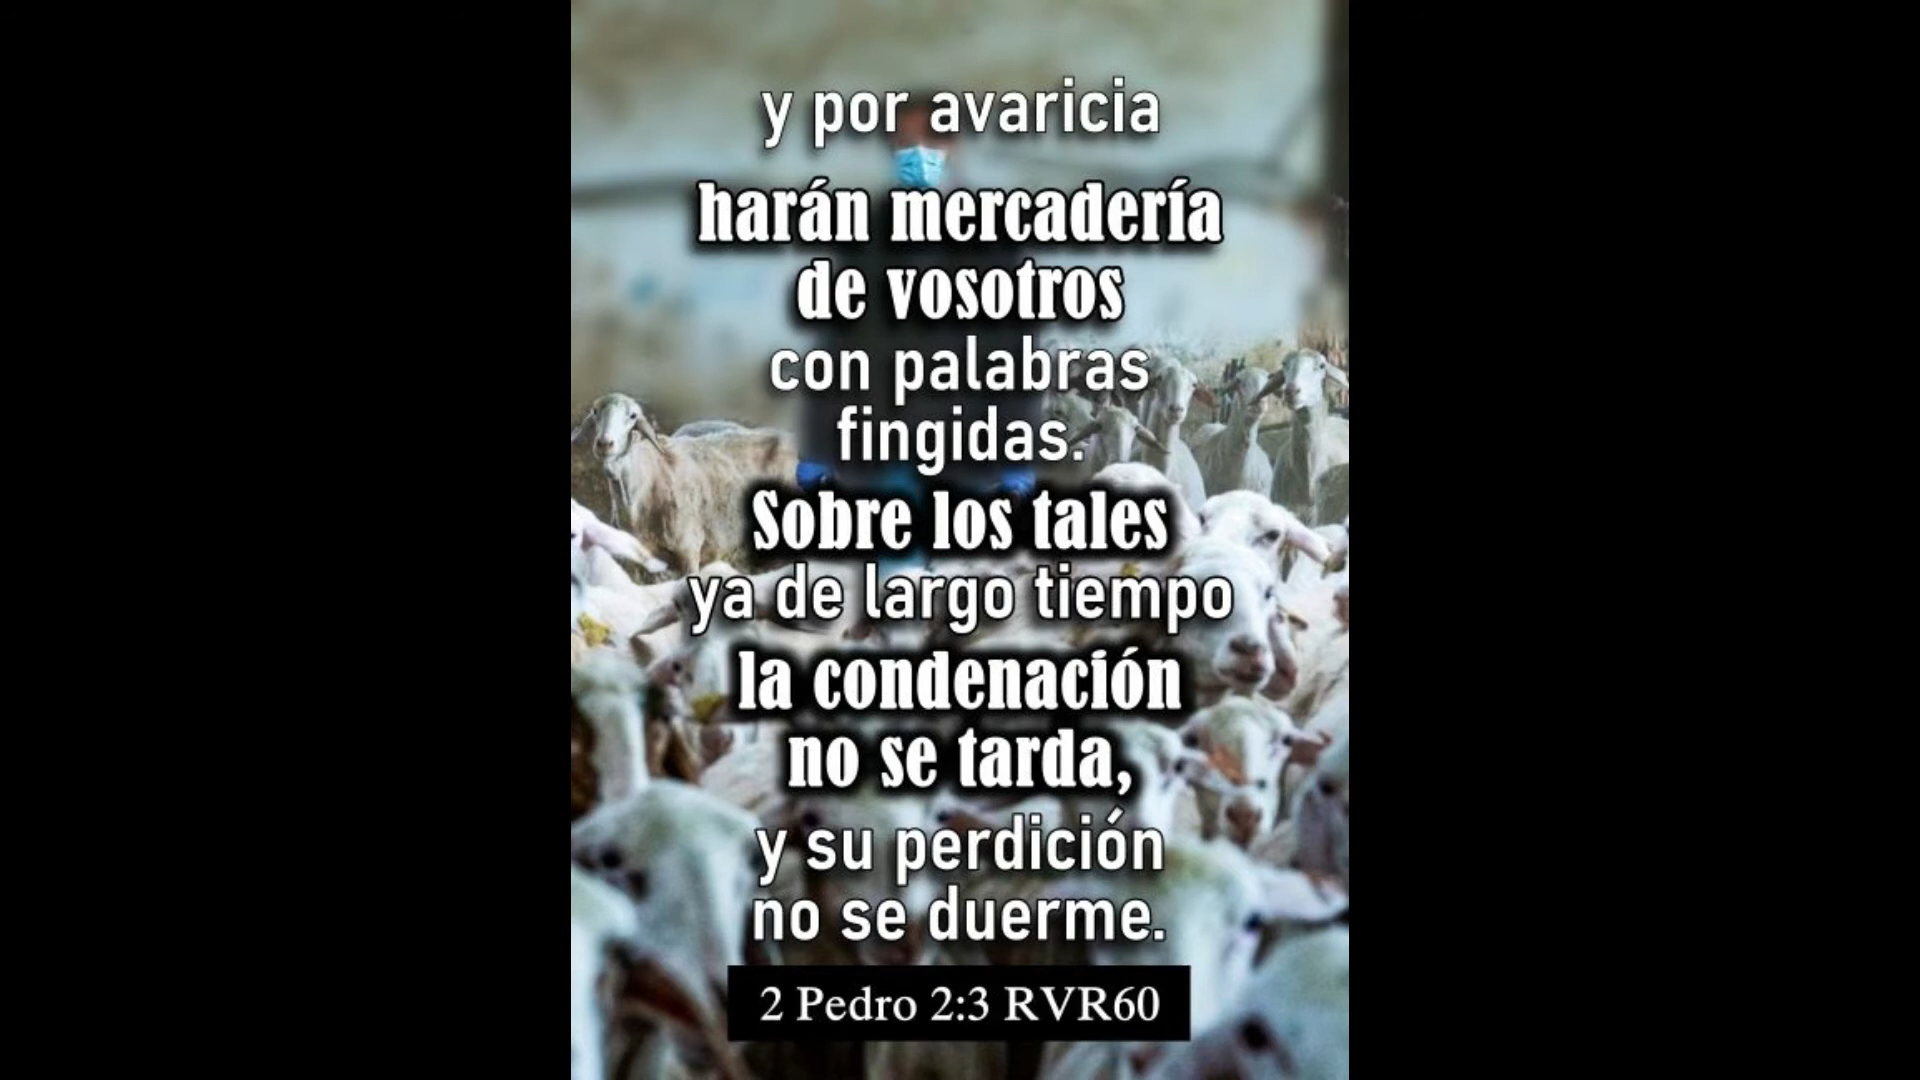 y por avaricia
harán mercadería
de vosotros
con palabras
fingidas.
Sobre los tales
ya de largo tiempo
la condenación
no se tarda,
y su perdición
no se duerme.
2 Pedro 2:3 RVR60